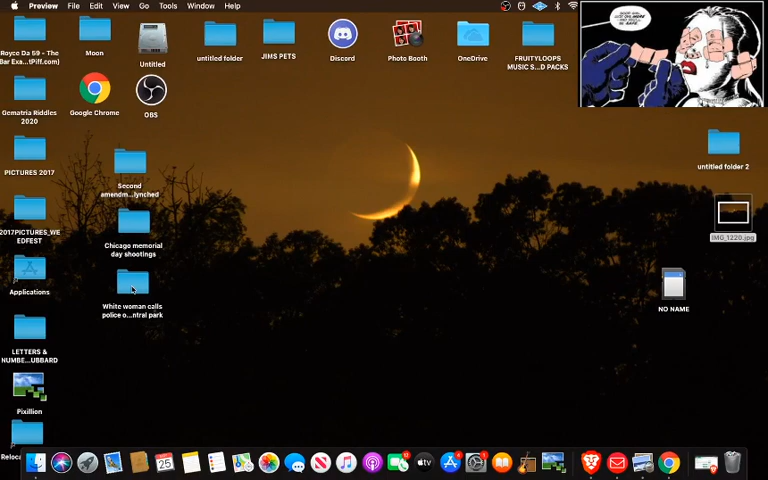 Preview File Edit View Go Tools Window Help
Royce Da 59 - The
Bar Exa...tPiff.com)
Moon
Untitled
untitled folder
JIMS PETS
Discord
Photo Booth
OneDrive
FRUITYLOOPS
MUSIC S...D PACKS
Gematria Riddles
2020
Google Chrome
OBS
PICTURES 2017
Second
amendm...lynched
untitled folder 2
2017PICTURES_WE
EDFEST
Chicago memorial
day shootings
IMG_1220.jpg
Applications
White woman calls
police o...ntral park
NO NAME
LETTERS &
NUMBE...UBBARD
Pixillion
Reloc
25
tv